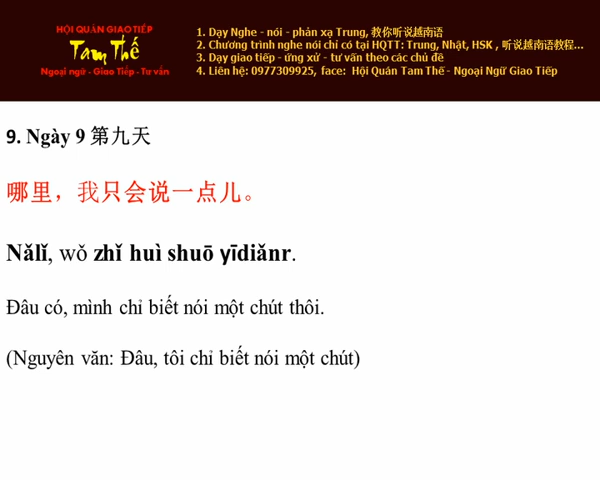 HỘI QUÁN GIAO TIẾP
Tam Thế
Ngoại ngữ - Giao Tiếp - Tư vấn
1. Dạy Nghe - nói - phản xạ Trung, 教你听说越南语
2. Chương trình nghe nói chỉ có tại HQTT: Trung, Nhật, HSK , 听说越南语教程...
3. Dạy giao tiếp - ứng xử - tư vấn theo các chủ đề
4. Liên hệ: 0977309925, face: Hội Quán Tam Thế - Ngoại Ngữ Giao Tiếp
9. Ngày 9 第九天
哪里，我只会说一点儿。
Nǎlǐ, wǒ zhǐ huì shuō yīdiǎnr.
Đâu có, mình chỉ biết nói một chút thôi.
(Nguyên văn: Đâu, tôi chỉ biết nói một chút)